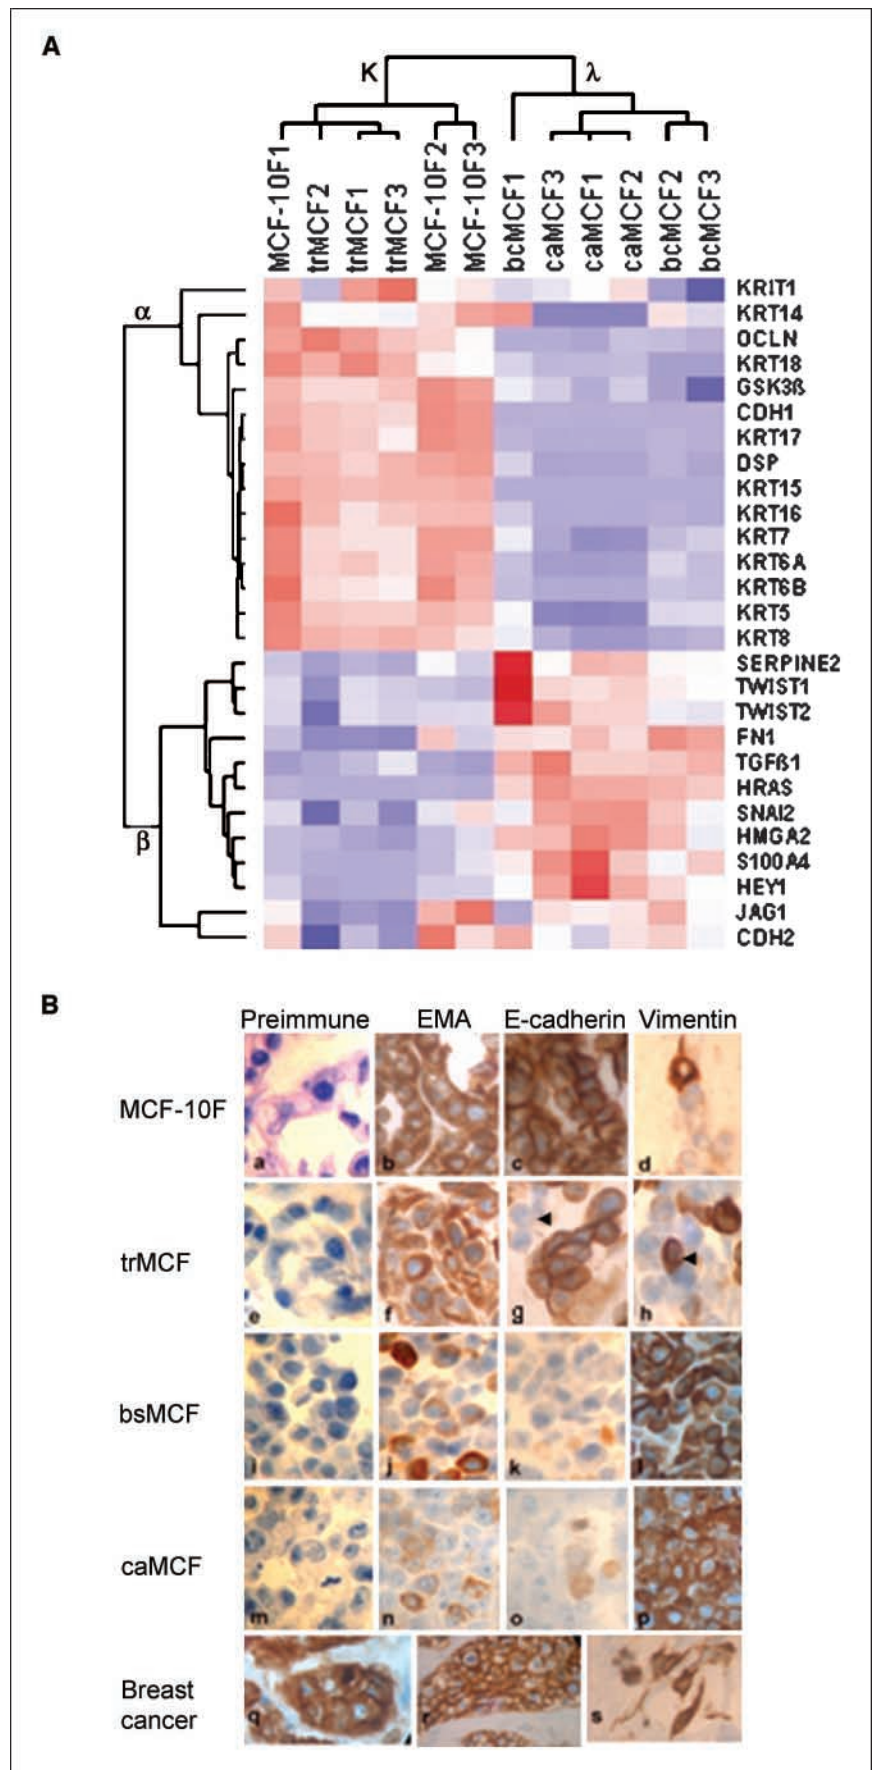 A
K λ
MCF-10F1 trMCF2 trMCF1 trMCF3 MCF-10F2 MCF-10F3 bcMCF1 caMCF3 caMCF1 caMCF2 bcMCF2 bcMCF3
KRIT1
α KRT14
OCLN
KRT18
GSK3ß
CDH1
KRT17
DSP
KRT15
KRT16
KRT7
KRT6A
KRT6B
KRT5
KRT8
SERPINE2
TWIST1
TWIST2
FN1
TGFß1
HRAS
SNAI2
β HMGA2
S100A4
HEY1
JAG1
CDH2
B
Preimmune EMA E-cadherin Vimentin
MCF-10F
a b c d
trMCF
e f g h
bsMCF
i j k l
caMCF
m n o p
Breast
cancer
q r s